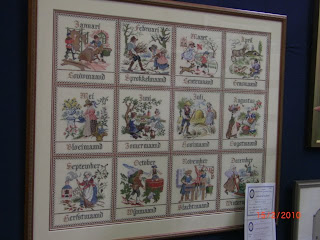 Januari
Februari
Maart
April
Louwmaand
Sprokkelmaand
Lentemaand
Grasmaand
Mei
Juni
Juli
Augustus
Bloeimaand
Zomermaand
Hooimaand
Oogstmaand
September
October
November
December
Herfstmaand
Wijnmaand
Slachtmaand
2010